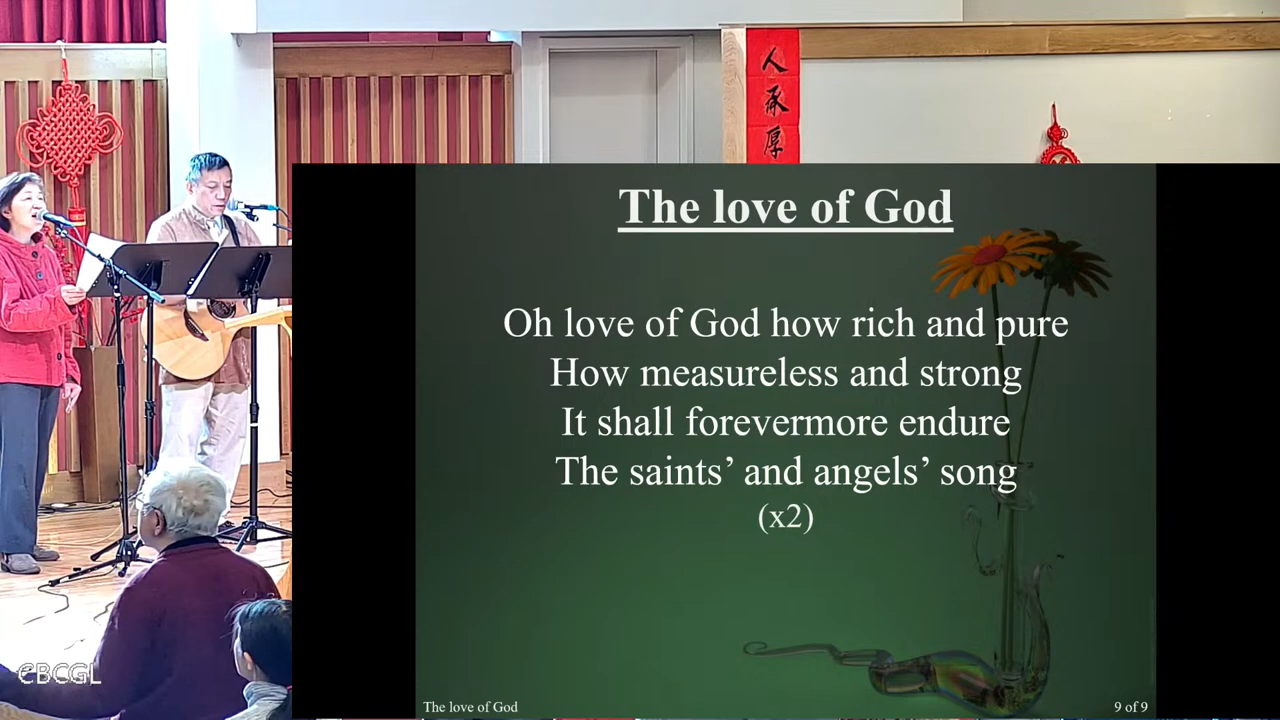 人承厚
The love of God
Oh love of God how rich and pure
How measureless and strong
It shall forevermore endure
The saints’ and angels’ song
(x2)
The love of God
9 of 9
CBCGL